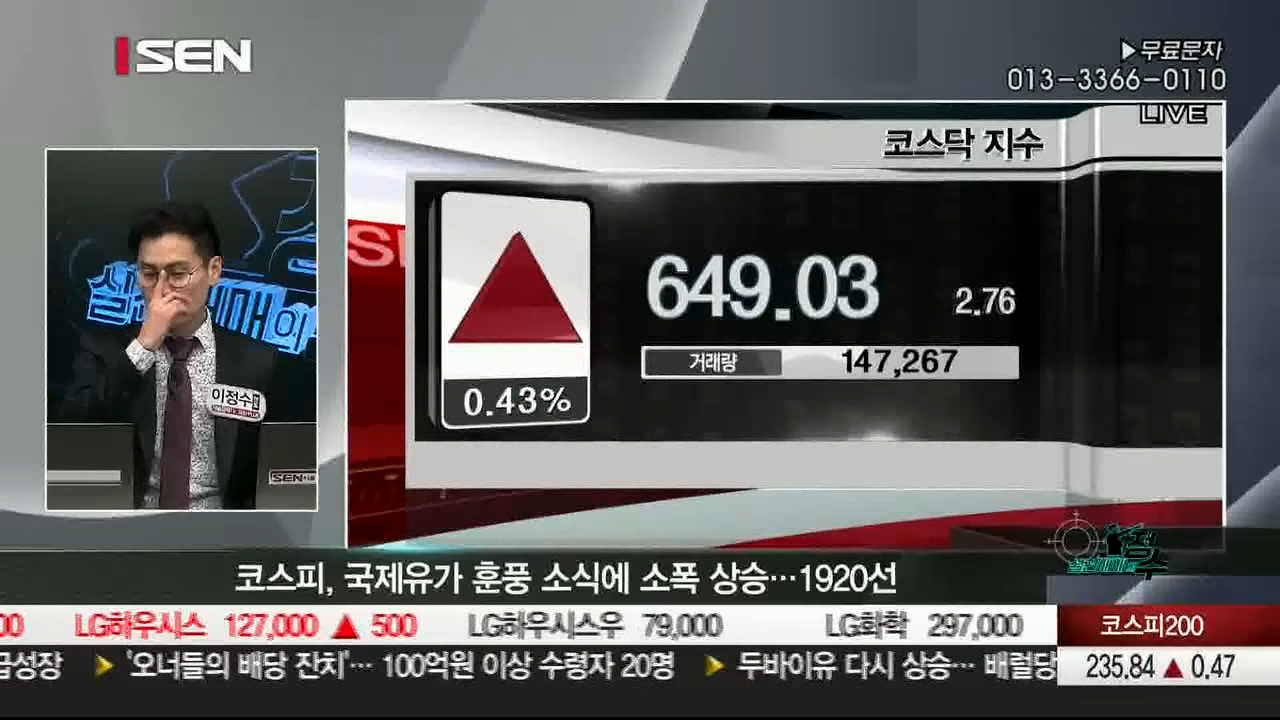 SEN
▶무료문자
013-3366-0110
LIVE
코스닥 지수
649.03
2.76
거래량 147,267
0.43%
이정수
SEN
코스피, 국제유가 훈풍 소식에 소폭 상승…1920선
00 LG하우시스 127,000 ▲ 500 LG하우시스우 79,000 LG화학 297,000
코스피200
급성장 ▶ '오너들의 배당 잔치'… 100억원 이상 수령자 20명 ▶ 두바이유 다시 상승… 배럴당
235.84 ▲ 0.47